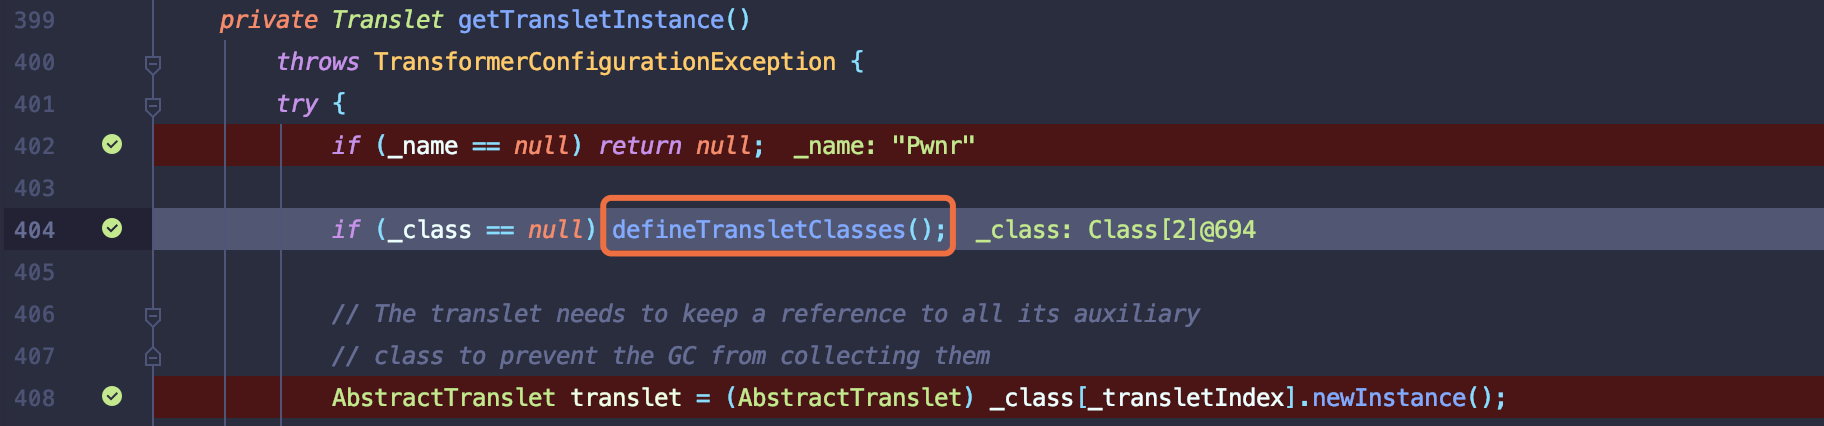 399 private Translet getTransletInstance()
400 throws TransformerConfigurationException {
401 try {
402 if (_name == null) return null; _name: "Pwnr"
403
404 if (_class == null) defineTransletClasses(); _class: Class[2]@694
405
406 // The translet needs to keep a reference to all its auxiliary
407 // class to prevent the GC from collecting them
408 AbstractTranslet translet = (AbstractTranslet) _class[_transletIndex].newInstance();